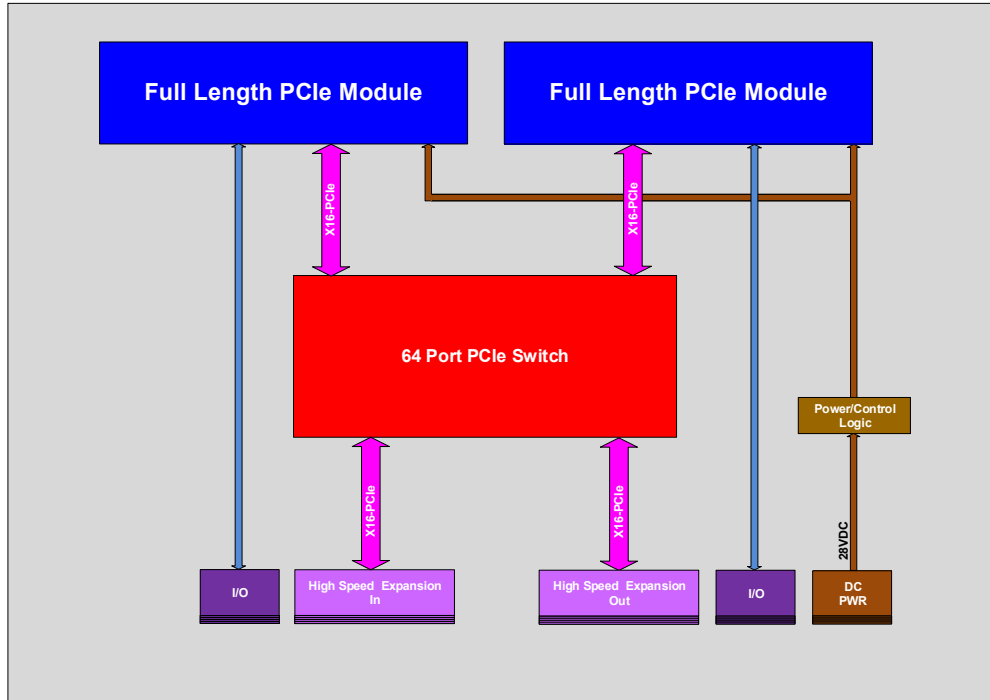 Full Length PCIe Module
Full Length PCIe Module
X16-PCIe
X16-PCIe
64 Port PCIe Switch
Power/Control
Logic
X16-PCIe
X16-PCIe
28VDC
I/O
High Speed Expansion
In
High Speed Expansion
Out
I/O
DC
PWR